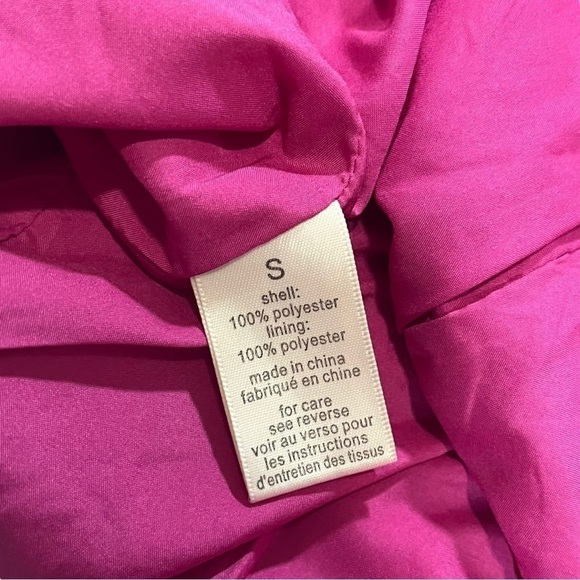 S
shell:
100% polyester
lining:
100% polyester
made in china
fabriqué en chine
for care
see reverse
voir au verso pour
les instructions
d'entretien des tissus